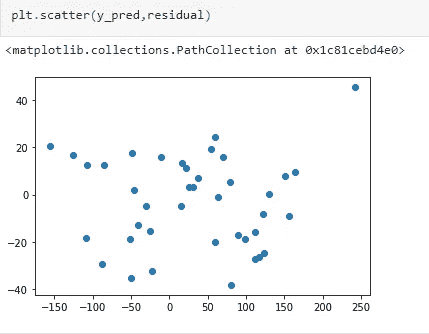 plt.scatter(y_pred,residual)
<matplotlib.collections.PathCollection at 0x1c81cebd4e0>
40
20
0
−20
−40
−150 −100 −50 0 50 100 150 200 250